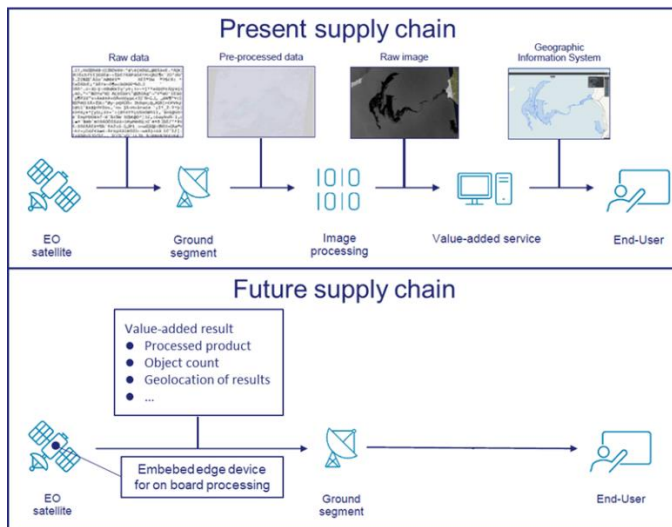 Present supply chain
Raw data
Pre-processed data
Raw image
Geographic
Information System
IOIO
IOIO
EO
satellite
Ground
segment
Image
processing
Value-added service
End-User
Future supply chain
Value-added result
● Processed product
● Object count
● Geolocation of results
● ...
Embebed edge device
for on board processing
EO
satellite
Ground
segment
End-User